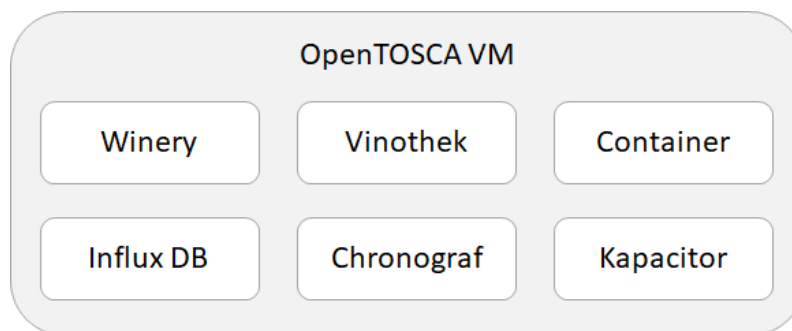 OpenTOSCA VM
Winery
Vinothek
Container
Influx DB
Chronograf
Kapacitor